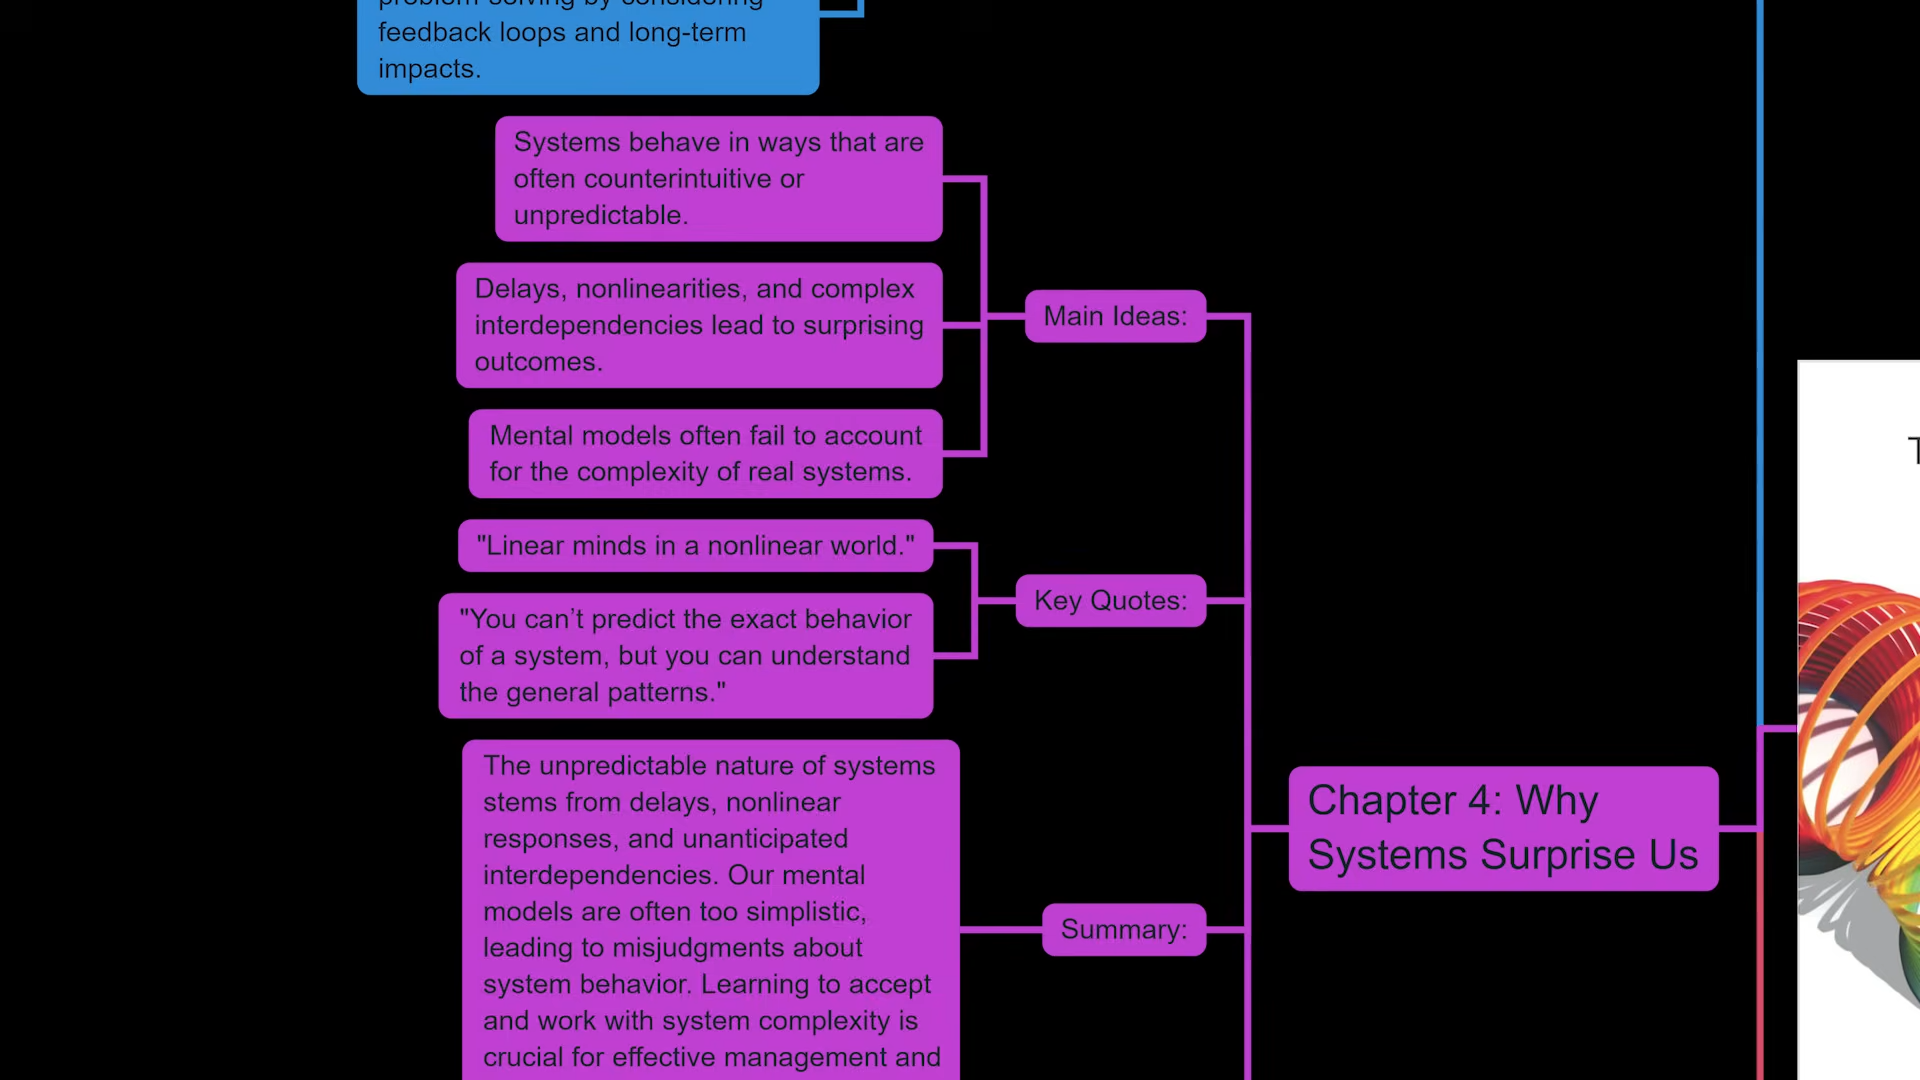 problem-solving by considering
feedback loops and long-term
impacts.
Systems behave in ways that are
often counterintuitive or
unpredictable.
Delays, nonlinearities, and complex
interdependencies lead to surprising
outcomes.
Mental models often fail to account
for the complexity of real systems.
Main Ideas:
"Linear minds in a nonlinear world."
"You can’t predict the exact behavior
of a system, but you can understand
the general patterns."
Key Quotes:
The unpredictable nature of systems
stems from delays, nonlinear
responses, and unanticipated
interdependencies. Our mental
models are often too simplistic,
leading to misjudgments about
system behavior. Learning to accept
and work with system complexity is
crucial for effective management and
Summary:
Chapter 4: Why
Systems Surprise Us